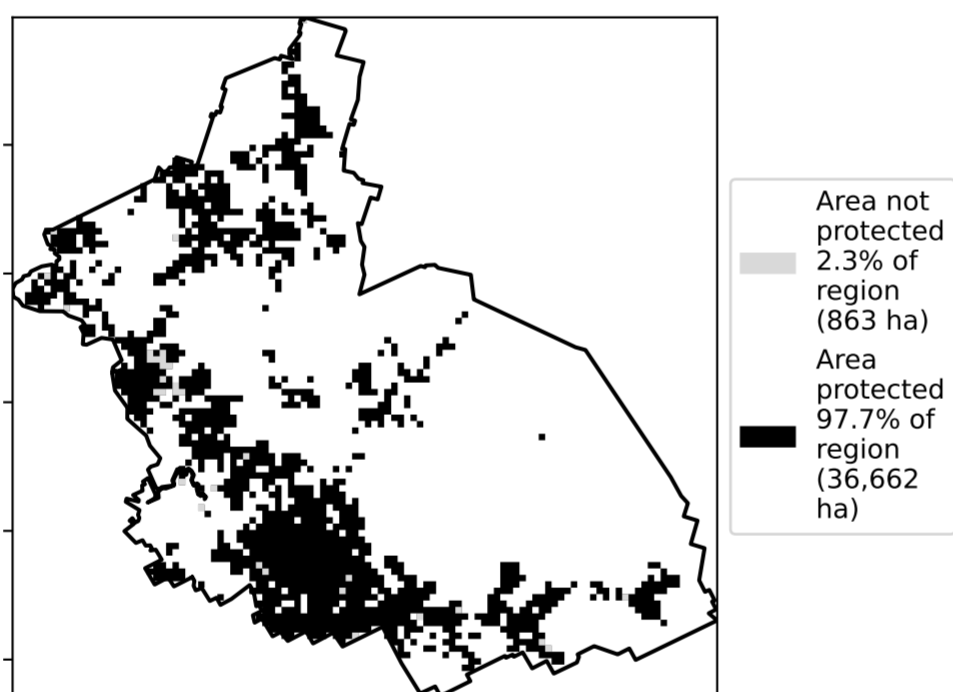 Area not
protected
2.3% of
region
(863 ha)
Area
protected
97.7% of
region
(36,662
ha)